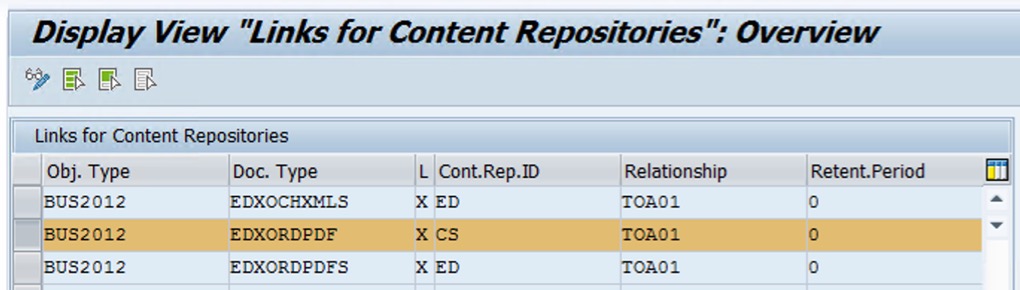 Display View "Links for Content Repositories": Overview
Links for Content Repositories
Obj. Type Doc. Type L Cont.Rep.ID Relationship Retent.Period
BUS2012 EDXOCHXMLS X ED TOA01 0
BUS2012 EDXORDPDF X CS TOA01 0
BUS2012 EDXORDPDFS X ED TOA01 0